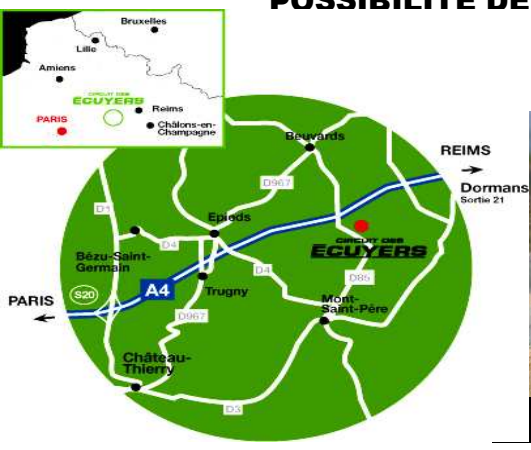 POSSIBILITE DE
Bruxelles
Lille
Amiens
CIRCUIT DES
ECUYERS
Reims
PARIS
Châlons-en-
Champagne
Beuvards
REIMS
D967
Dormans
Sortie 21
D1
Epieds
D4
CIRCUIT DES
ECUYERS
Bézu-Saint-
Germain
D4
D85
S20
A4
Trugny
PARIS
Mont-
Saint-Père
D967
Château-
Thierry
D3